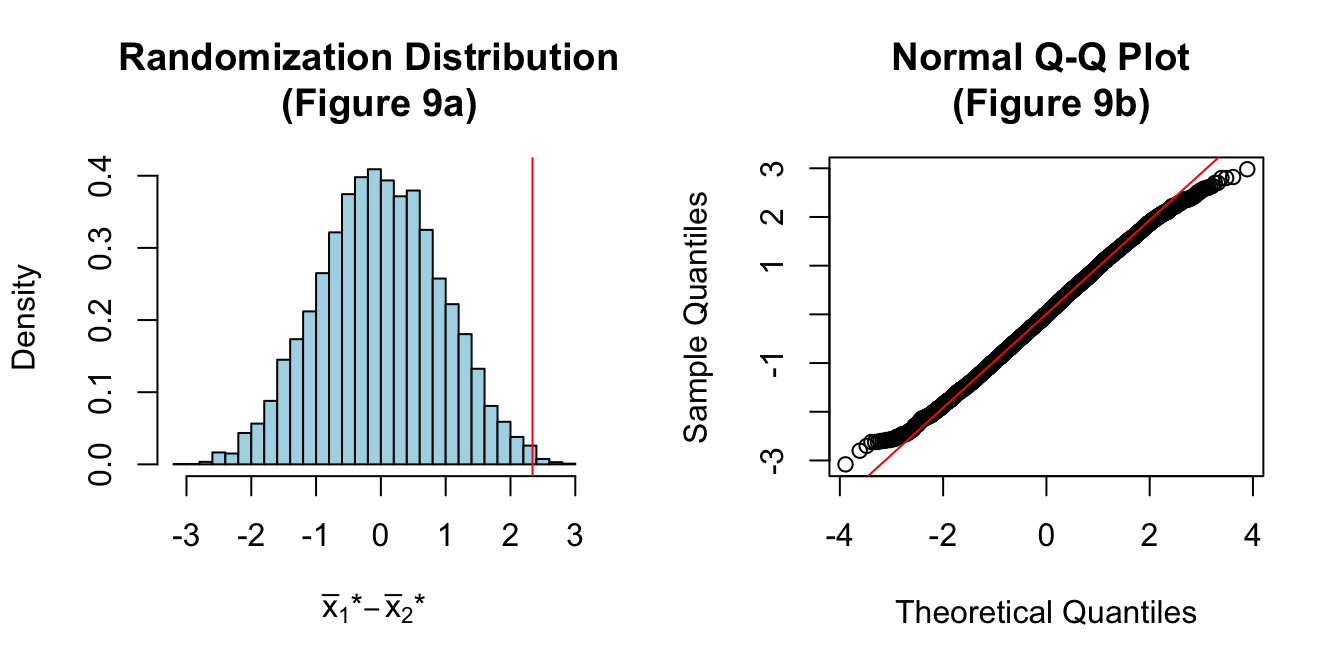 Randomization Distribution
(Figure 9a)
Density
0.0 0.1 0.2 0.3 0.4
-3 -2 -1 0 1 2 3
x̅₁*–x̅₂*
Normal Q-Q Plot
(Figure 9b)
Sample Quantiles
-3 -1 1 2 3
-4 -2 0 2 4
Theoretical Quantiles